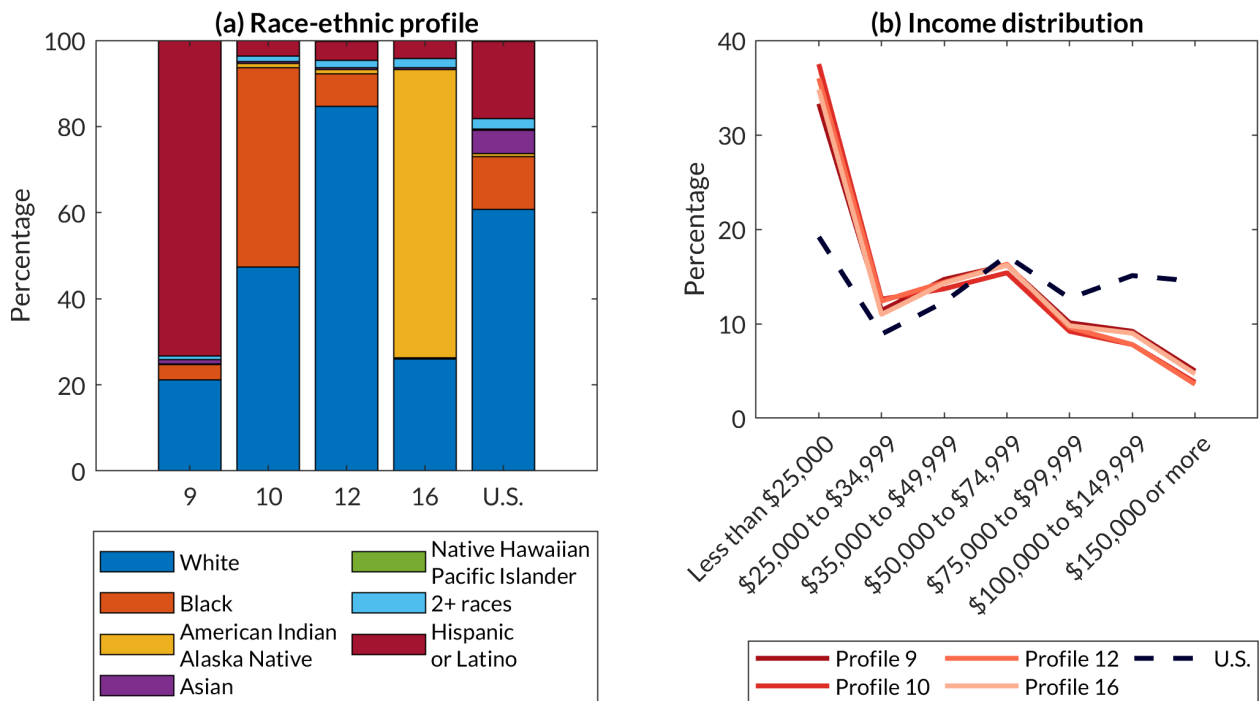 (a) Race-ethnic profile
100
80
60
40
20
0
Percentage
9 10 12 16 U.S.
White
Black
American Indian
Alaska Native
Asian
Native Hawaiian
Pacific Islander
2+ races
Hispanic
or Latino
(b) Income distribution
40
30
20
10
0
Percentage
Less than $25,000
$25,000 to $34,999
$35,000 to $49,999
$50,000 to $74,999
$75,000 to $99,999
$100,000 to $149,999
$150,000 or more
Profile 9
Profile 10
Profile 12
Profile 16
U.S.